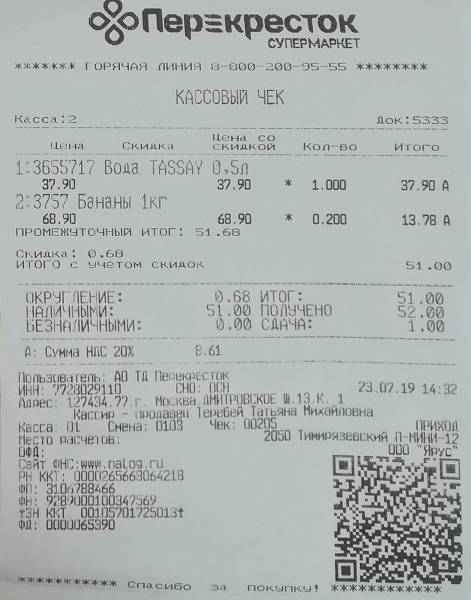 Перекресток
СУПЕРМАРКЕТ
******* ГОРЯЧАЯ ЛИНИЯ 8-800-200-95-55 ********
КАССОВЫЙ ЧЕК
Касса:2 Док:5333
Цена Скидка Цена со скидкой Кол-во Итого
1:3655717 Вода TASSAY 0,5л
37.90 37.90 * 1.000 37.90 А
2:3757 Бананы 1кг
68.90 68.90 * 0.200 13.78 А
ПРОМЕЖУТОЧНЫЙ ИТОГ: 51.68
Скидка: 0.68
ИТОГО с учетом скидок 51.00
ОКРУГЛЕНИЕ: 0.68 ИТОГ: 51.00
НАЛИЧНЫМИ: 51.00 ПОЛУЧЕНО 52.00
БЕЗНАЛИЧНЫМИ: 0.00 СДАЧА: 1.00
А: Сумма НДС 20% 8.61
Пользователь: АО ТД Перекресток
ИНН: 7728029110 СНО: ОСН 23.07.19 14:32
Адрес: 127434,77,г. Москва,ДМИТРОВСКОЕ Ш.13.К. 1
Кассир - продавец Теребей Татьяна Михайловна
Касса: 01 Смена: 0103 Чек: 00205 ПРИХОД
Место расчетов: 2050 Тимирязевский П-МИНИ-12
ОФД: ООО "Ярус"
Сайт ФНС:www.nalog.ru
РН ККТ: 0000265663064218
ФП: 3106788466
ФН: 9289000100347569
*ЗН ККТ 00105701725013*
ФД: 0000065390
*********** Спасибо за покупку! ***********